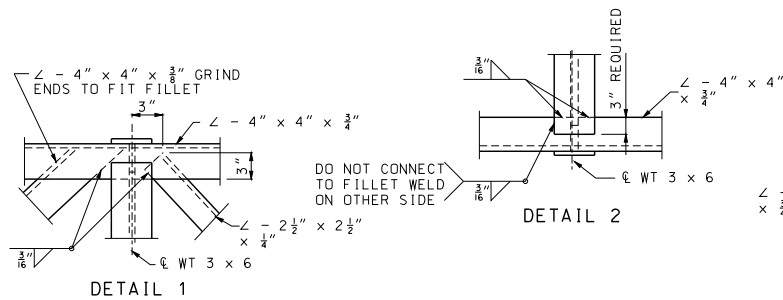 ∠ - 4" x 4" x 3/8" GRIND
ENDS TO FIT FILLET
3"
∠ - 4" x 4" x 3/4"
3"
∠ - 2 1/2" x 2 1/2"
x 1/4"
3/16
℄ WT 3 x 6
DETAIL 1
3/16
3" REQUIRED
∠ - 4" x 4"
x 3/4"
DO NOT CONNECT
TO FILLET WELD
ON OTHER SIDE
3/16
℄ WT 3 x 6
DETAIL 2
∠ -